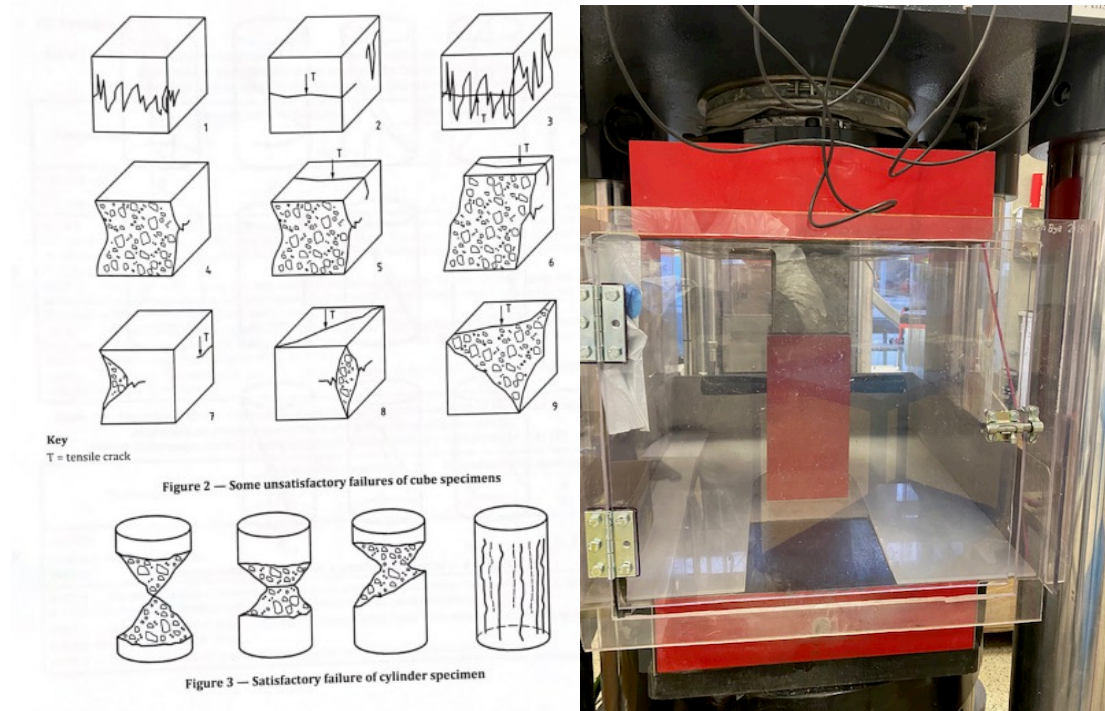 1
2
T
3
T
4
5
T
6
T
7
T
8
T
9
T
Key
T = tensile crack
Figure 2 — Some unsatisfactory failures of cube specimens
Figure 3 — Satisfactory failure of cylinder specimen